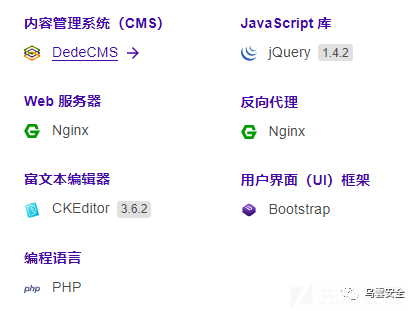 内容管理系统（CMS）
DedeCMS
JavaScript 库
jQuery 1.4.2
Web 服务器
Nginx
反向代理
Nginx
富文本编辑器
CKEditor 3.6.2
用户界面（UI）框架
Bootstrap
编程语言
php PHP
乌雲安全